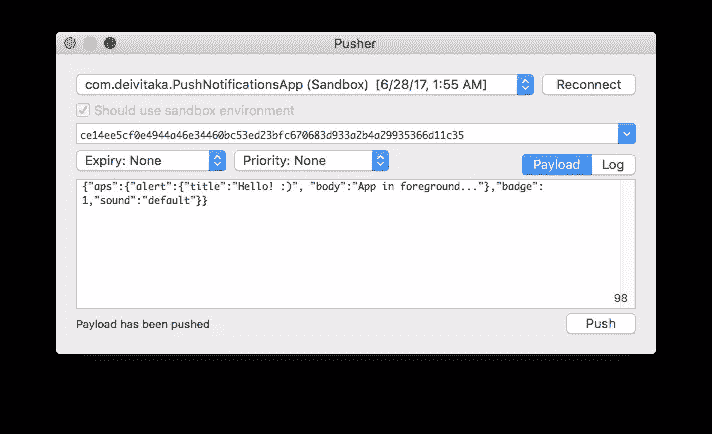 Pusher
com.deivitaka.PushNotificationsApp (Sandbox) [6/28/17, 1:55 AM]
Reconnect
Should use sandbox environment
ce14ee5cf0e4944a46e34460bc53ed23bfc670683d933a2b4a29935366d11c35
Expiry: None
Priority: None
Payload
Log
{"aps":{"alert":{"title":"Hello! :)", "body":"App in foreground..."},"badge":
1,"sound":"default"}}
98
Payload has been pushed
Push